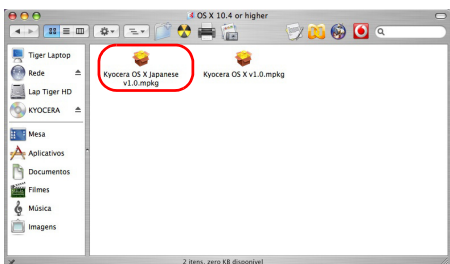 OS X 10.4 or higher
Tiger Laptop
Rede
Lap Tiger HD
KYOCERA
Mesa
Aplicativos
Documentos
Filmes
Música
Imagens
Kyocera OS X Japanese
v1.0.mpkg
Kyocera OS X v1.0.mpkg
2 itens, zero KB disponível